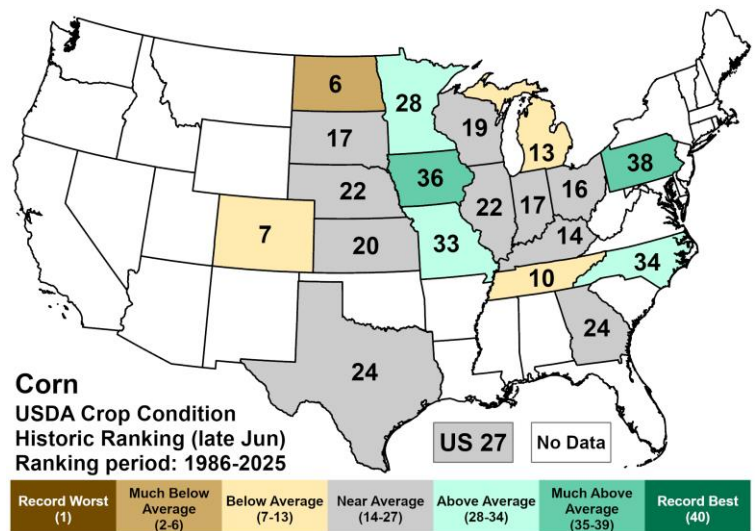 6
28
19
17
13
38
36
22
16
22
17
7
20
33
14
10
34
24
24
Corn
USDA Crop Condition
Historic Ranking (late Jun)
Ranking period: 1986-2025
US 27
No Data
Record Worst
(1)
Much Below
Average
(2-6)
Below Average
(7-13)
Near Average
(14-27)
Above Average
(28-34)
Much Above
Average
(35-39)
Record Best
(40)